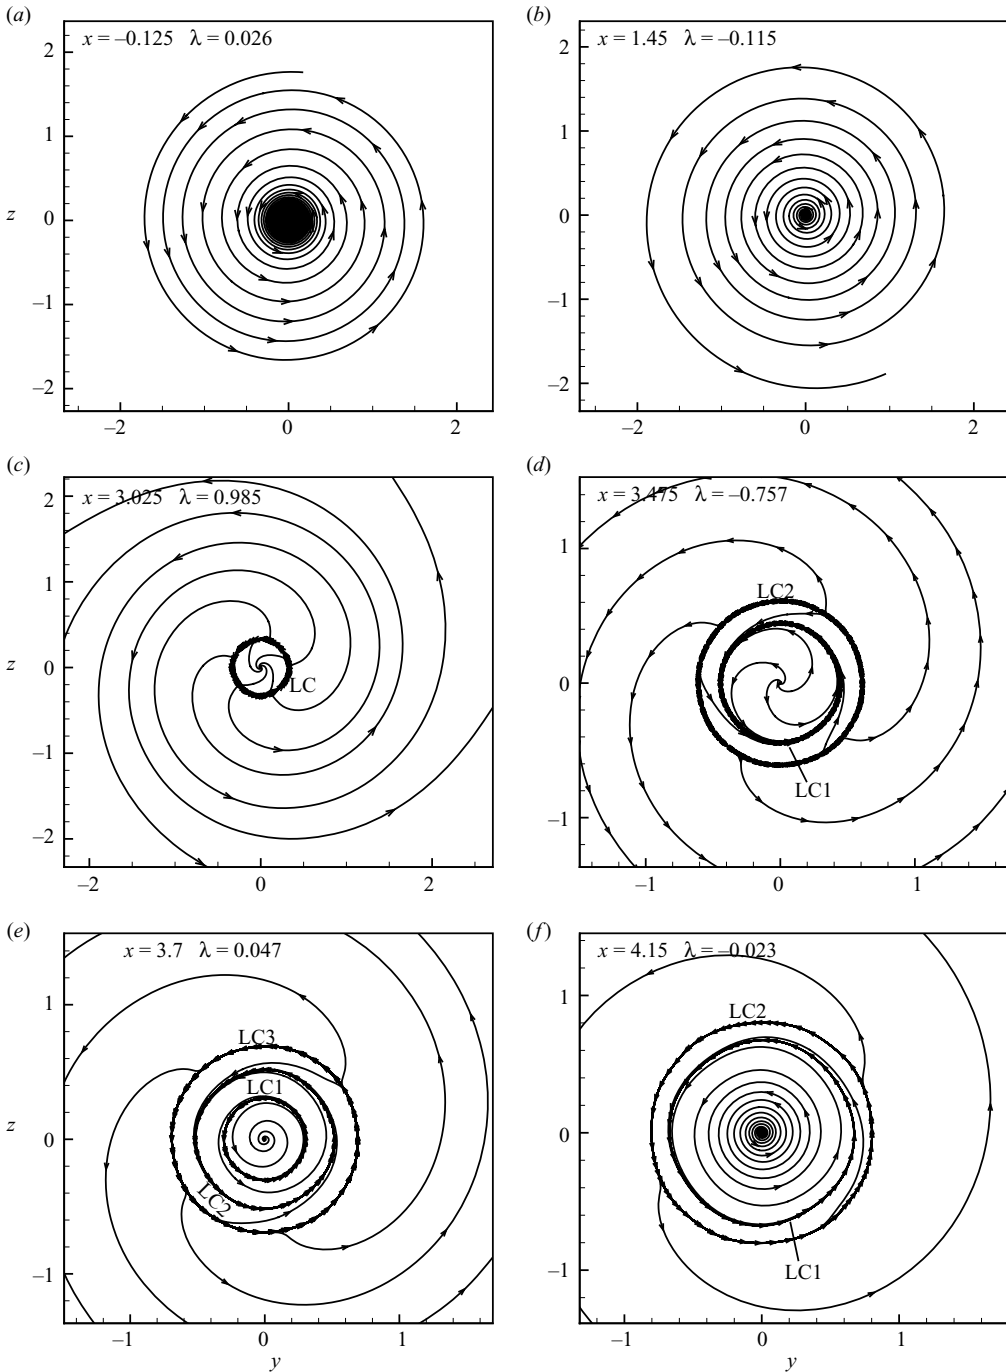 (a)
(b)
x = –0.125 λ = 0.026
x = 1.45 λ = –0.115
2
1
z
0
–1
–2
–2
0
2
2
1
0
–1
–2
–2
0
2
(c)
(d)
x = 3.025 λ = 0.985
x = 3.475 λ = –0.757
2
1
z
0
–1
–2
LC
–2
0
2
1
0
–1
LC2
LC1
–1
0
1
(e)
(f)
x = 3.7 λ = 0.047
x = 4.15 λ = –0.023
1
z
0
–1
LC3
LC1
LC2
–1
0
1
y
1
0
–1
LC2
LC1
–1
0
1
y